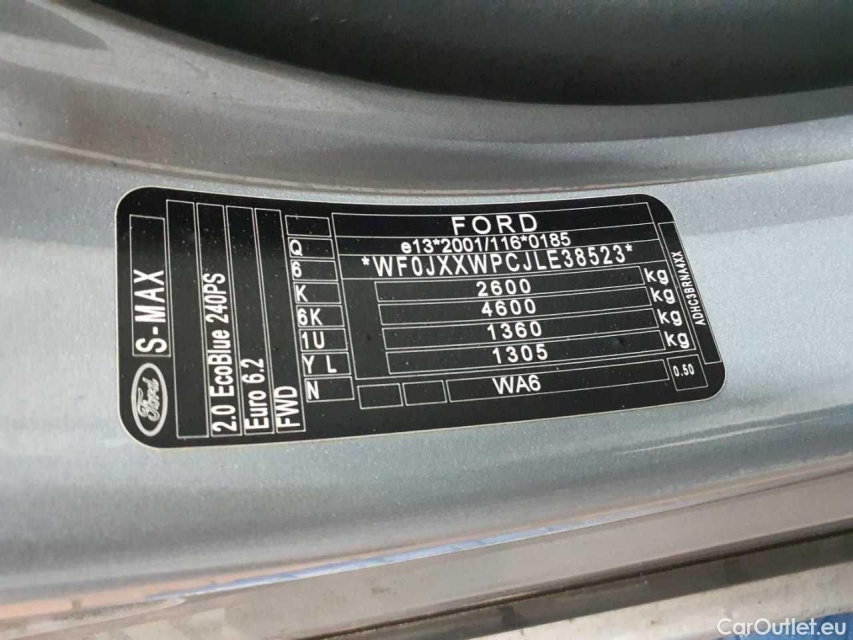 FORD
e13*2001/116*0185
*WF0JXXWPCJLE38523*
2600 kg
4600 kg
1360 kg
1305 kg
WA6
0.50
ADHC3BRNA4XX
Q
6
K
6K
1U
Y L
N
S-MAX
2.0 EcoBlue 240PS
Euro 6.2
FWD
Ford
CarOutlet.eu